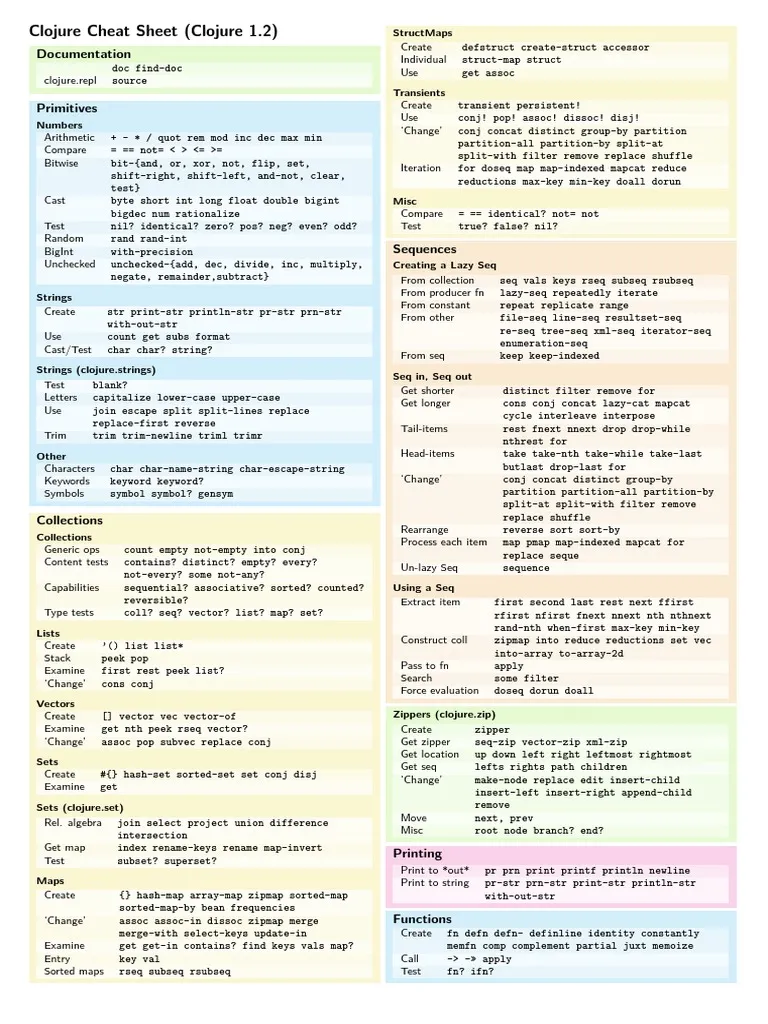 Clojure Cheat Sheet (Clojure 1.2)
Documentation
doc find-doc
clojure.repl source
Primitives
Numbers
Arithmetic + - * / quot rem mod inc dec max min
Compare = == not= < > <= >=
Bitwise bit-{and, or, xor, not, flip, set,
shift-right, shift-left, and-not, clear,
test}
Cast byte short int long float double bigint
bigdec num rationalize
Test nil? identical? zero? pos? neg? even? odd?
Random rand rand-int
BigInt with-precision
Unchecked unchecked-{add, dec, divide, inc, multiply,
negate, remainder,subtract}
Strings
Create str print-str println-str pr-str prn-str
with-out-str
Use count get subs format
Cast/Test char char? string?
Strings (clojure.strings)
Test blank?
Letters capitalize lower-case upper-case
Use join escape split split-lines replace
replace-first reverse
Trim trim trim-newline triml trimr
Other
Characters char char-name-string char-escape-string
Keywords keyword keyword?
Symbols symbol symbol? gensym
Collections
Collections
Generic ops count empty not-empty into conj
Content tests contains? distinct? empty? every?
not-every? some not-any?
Capabilities sequential? associative? sorted? counted?
reversible?
Type tests coll? seq? vector? list? map? set?
Lists
Create '() list list*
Stack peek pop
Examine first rest peek list?
'Change' cons conj
Vectors
Create [] vector vec vector-of
Examine get nth peek rseq vector?
'Change' assoc pop subvec replace conj
Sets
Create #{} hash-set sorted-set set conj disj
Examine get
Sets (clojure.set)
Rel. algebra join select project union difference
intersection
Get map index rename-keys rename map-invert
Test subset? superset?
Maps
Create {} hash-map array-map zipmap sorted-map
sorted-map-by bean frequencies
'Change' assoc assoc-in dissoc zipmap merge
merge-with select-keys update-in
Examine get get-in contains? find keys vals map?
Entry key val
Sorted maps rseq subseq rsubseq
StructMaps
Create defstruct create-struct accessor
Individual struct-map struct
Use get assoc
Transients
Create transient persistent!
Use conj! pop! assoc! dissoc! disj!
'Change' conj concat distinct group-by partition
partition-all partition-by split-at
split-with filter remove replace shuffle
Iteration for doseq map map-indexed mapcat reduce
reductions max-key min-key doall dorun
Misc
Compare = == identical? not= not
Test true? false? nil?
Sequences
Creating a Lazy Seq
From collection seq vals keys rseq subseq rsubseq
From producer fn lazy-seq repeatedly iterate
From constant repeat replicate range
From other file-seq line-seq resultset-seq
re-seq tree-seq xml-seq iterator-seq
enumeration-seq
From seq keep keep-indexed
Seq in, Seq out
Get shorter distinct filter remove for
Get longer cons conj concat lazy-cat mapcat
cycle interleave interpose
Tail-items rest fnext nnext drop drop-while
nthrest for
Head-items take take-nth take-while take-last
butlast drop-last for
'Change' conj concat distinct group-by
partition partition-all partition-by
split-at split-with filter remove
replace shuffle
Rearrange reverse sort sort-by
Process each item map pmap map-indexed mapcat for
replace seque
Un-lazy Seq sequence
Using a Seq
Extract item first second last rest next ffirst
rfirst nfirst fnext nnext nth nthnext
rand-nth when-first max-key min-key
Construct coll zipmap into reduce reductions set vec
into-array to-array-2d
Pass to fn apply
Search some filter
Force evaluation doseq dorun doall
Zippers (clojure.zip)
Create zipper
Get zipper seq-zip vector-zip xml-zip
Get location up down left right leftmost rightmost
Get seq lefts rights path children
'Change' make-node replace edit insert-child
insert-left insert-right append-child
remove
Move next, prev
Misc root node branch? end?
Printing
Print to *out* pr prn print printf println newline
Print to string pr-str prn-str print-str println-str
with-out-str
Functions
Create fn defn defn- definline identity constantly
memfn comp complement partial juxt memoize
Call -> ->> apply
Test fn? ifn?